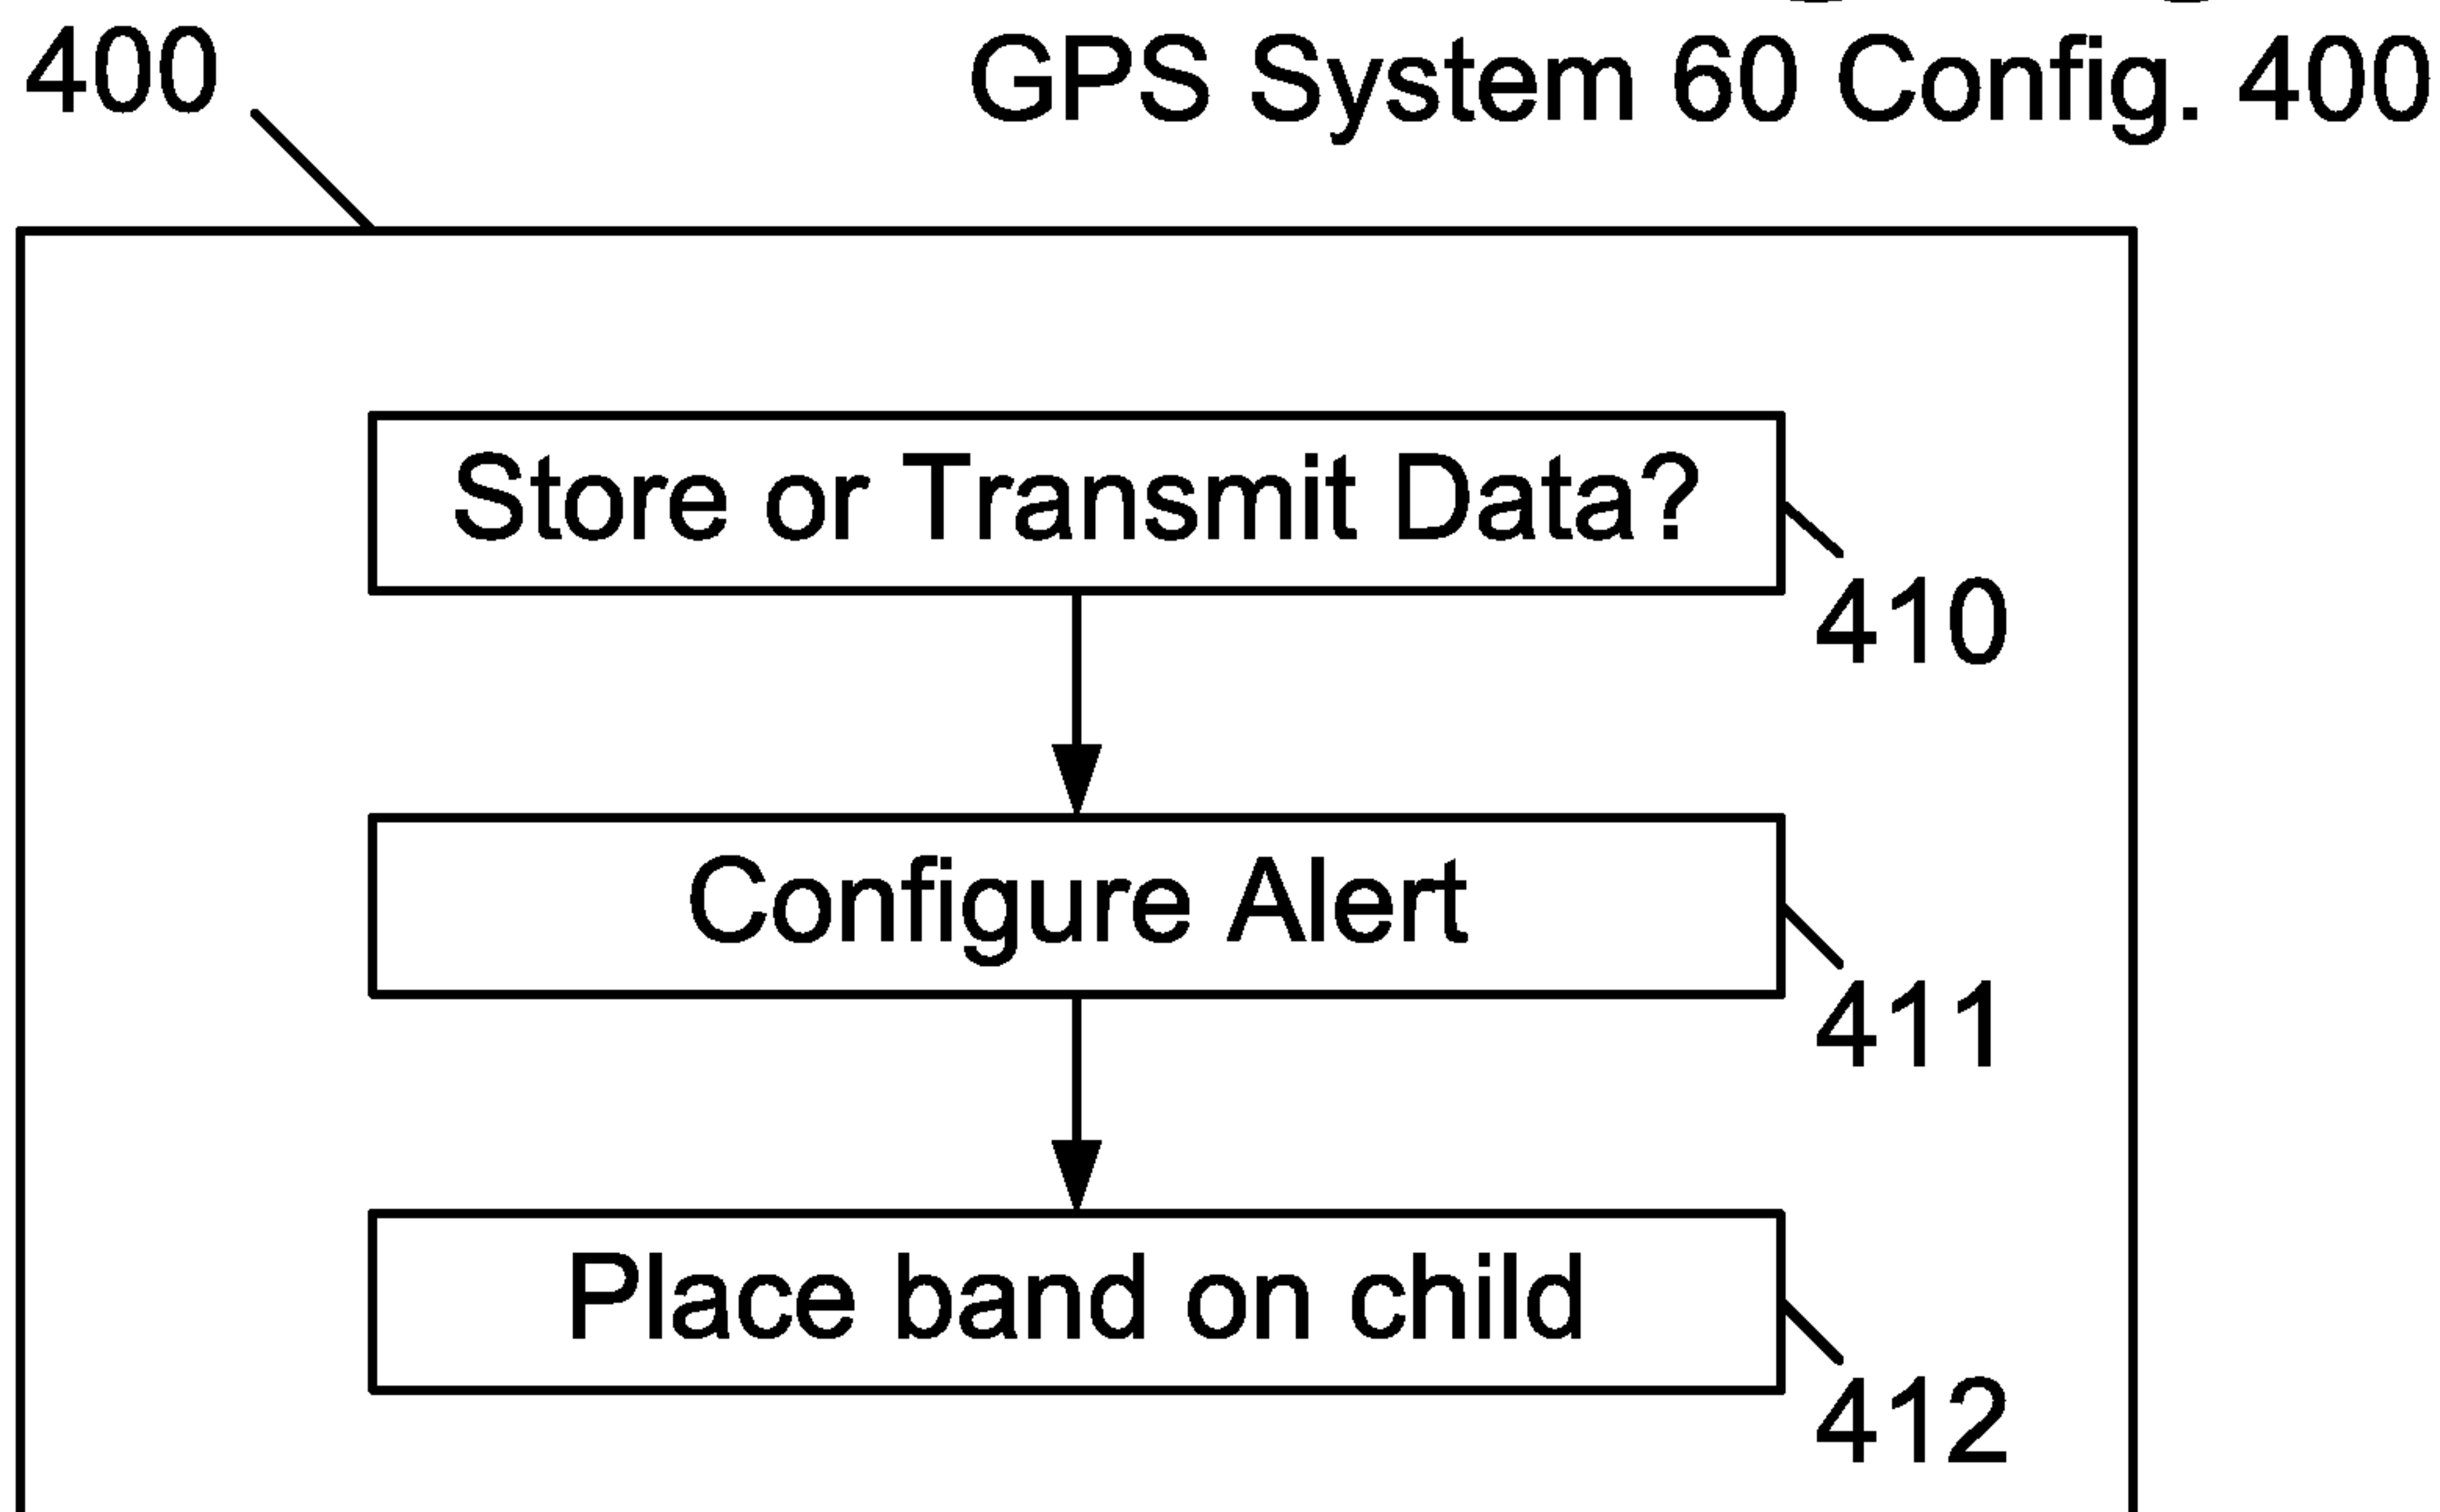 400
GPS System 60 Config. 400
Store or Transmit Data?
410
Configure Alert
411
Place band on child
412